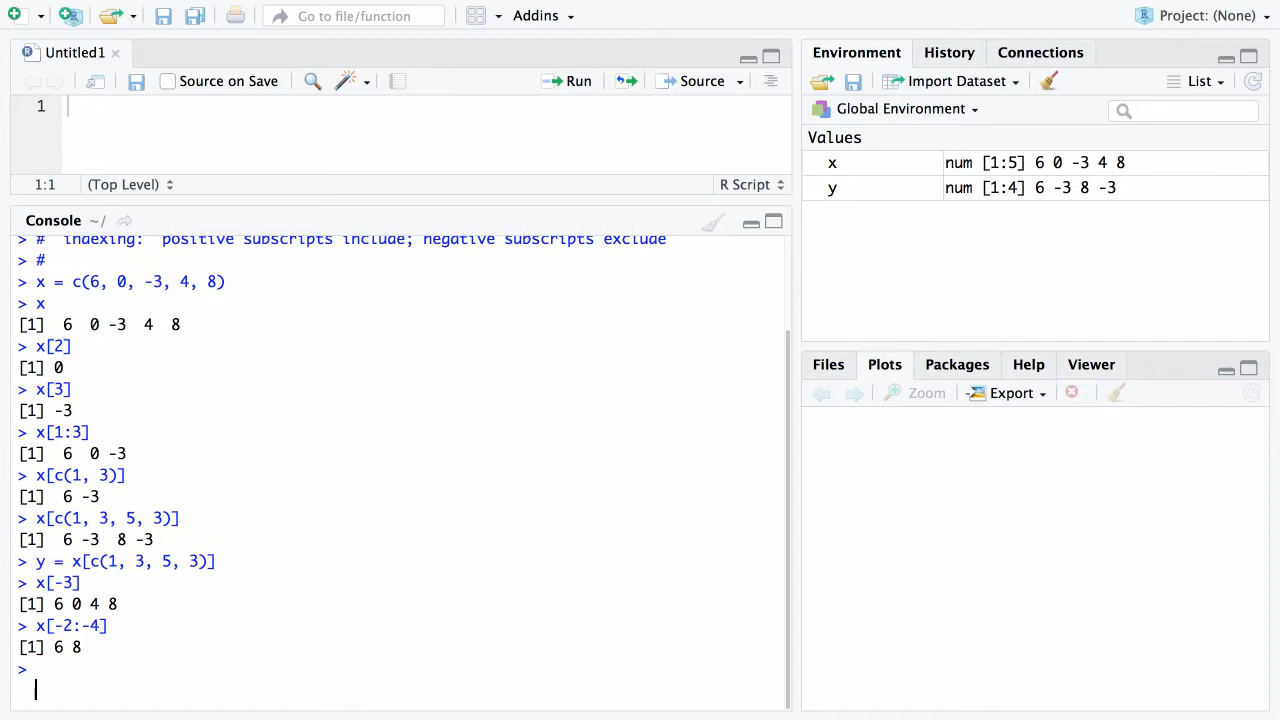 Go to file/function
Addins
Project: (None)
Untitled1
Source on Save
Run
Source
1
1:1
(Top Level)
R Script
Console ~/
> #  indexing:  positive subscripts include; negative subscripts exclude
> #
> x = c(6, 0, -3, 4, 8)
> x
[1]  6  0 -3  4  8
> x[2]
[1] 0
> x[3]
[1] -3
> x[1:3]
[1]  6  0 -3
> x[c(1, 3)]
[1]  6 -3
> x[c(1, 3, 5, 3)]
[1]  6 -3  8 -3
> y = x[c(1, 3, 5, 3)]
> x[-3]
[1] 6 0 4 8
> x[-2:-4]
[1] 6 8
>
Environment History Connections
Import Dataset
List
Global Environment
Values
x num [1:5] 6 0 -3 4 8
y num [1:4] 6 -3 8 -3
Files Plots Packages Help Viewer
Zoom Export